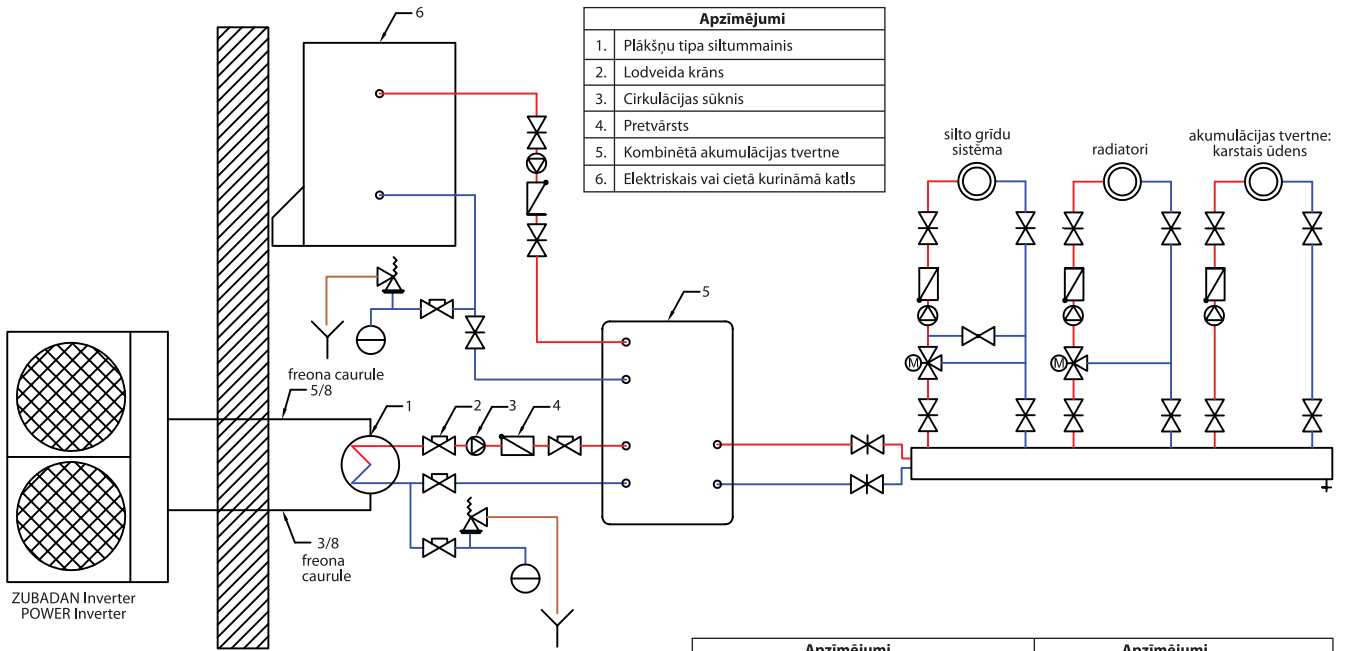 6
Apzīmējumi
1. Plākšņu tipa siltummainis
2. Lodveida krāns
3. Cirkulācijas sūknis
4. Pretvārsts
5. Kombinētā akumulācijas tvertne
6. Elektriskais vai cietā kurināmā katls
silto grīdu
sistēma
radiatori
akumulācijas tvertne:
karstais ūdens
5
freona caurule
5/8
1
2
3
4
M
M
3/8
freona
caurule
ZUBADAN Inverter
POWER Inverter
Apzīmējumi
Apzīmējumi